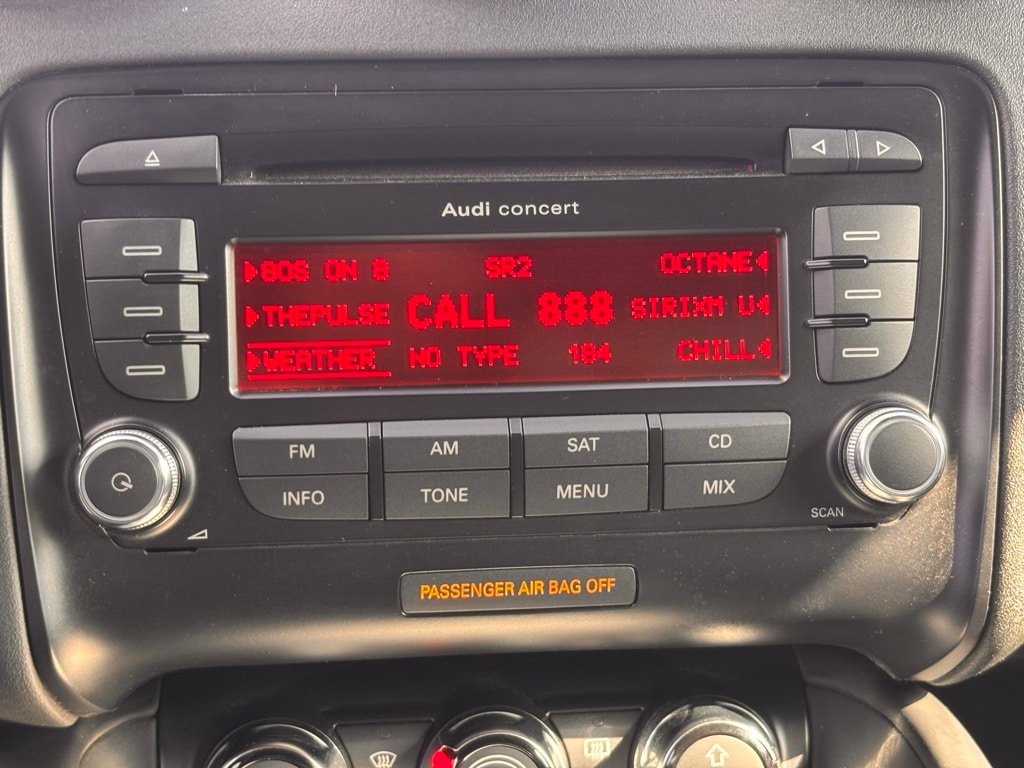 Audi concert
80S ON 8 SR2 OCTANE
THEPULSE CALL 888 SIRIXM U
WEATHER NO TYPE 184 CHILL
FM AM SAT CD
INFO TONE MENU MIX
SCAN
PASSENGER AIR BAG OFF